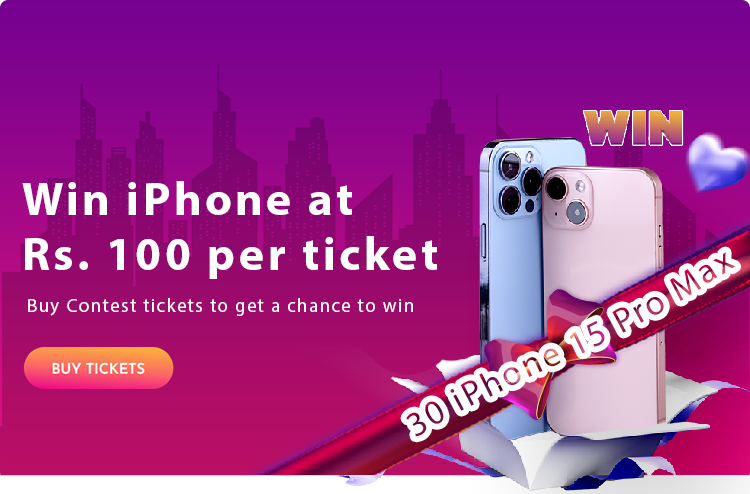 WIN
Win iPhone at
Rs. 100 per ticket
Buy Contest tickets to get a chance to win
BUY TICKETS
30 iPhone 15 Pro Max